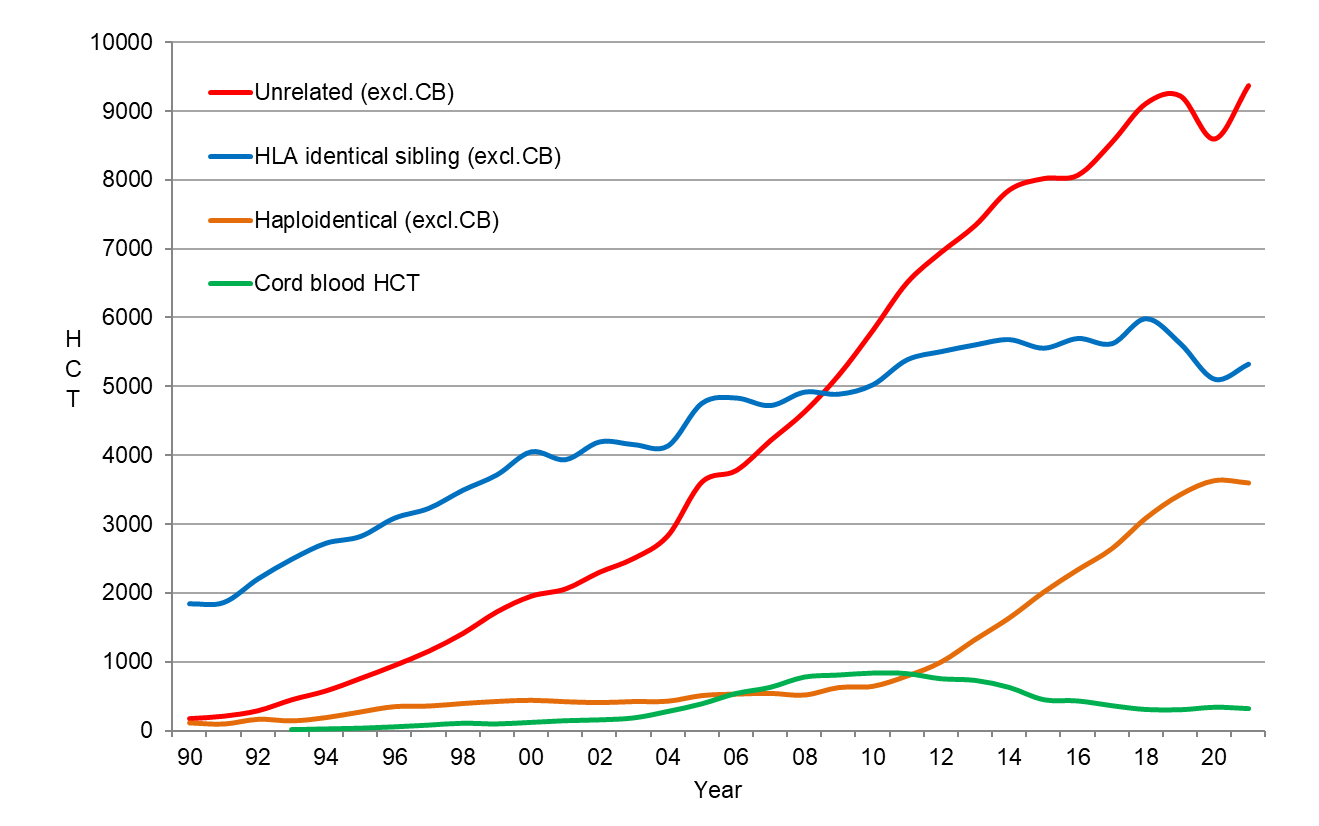 10000
9000
8000
7000
6000
5000
4000
3000
2000
1000
0
Unrelated (excl.CB)
HLA identical sibling (excl.CB)
Haploidentical (excl.CB)
Cord blood HCT
H
C
T
90 92 94 96 98 00 02 04 06 08 10 12 14 16 18 20
Year